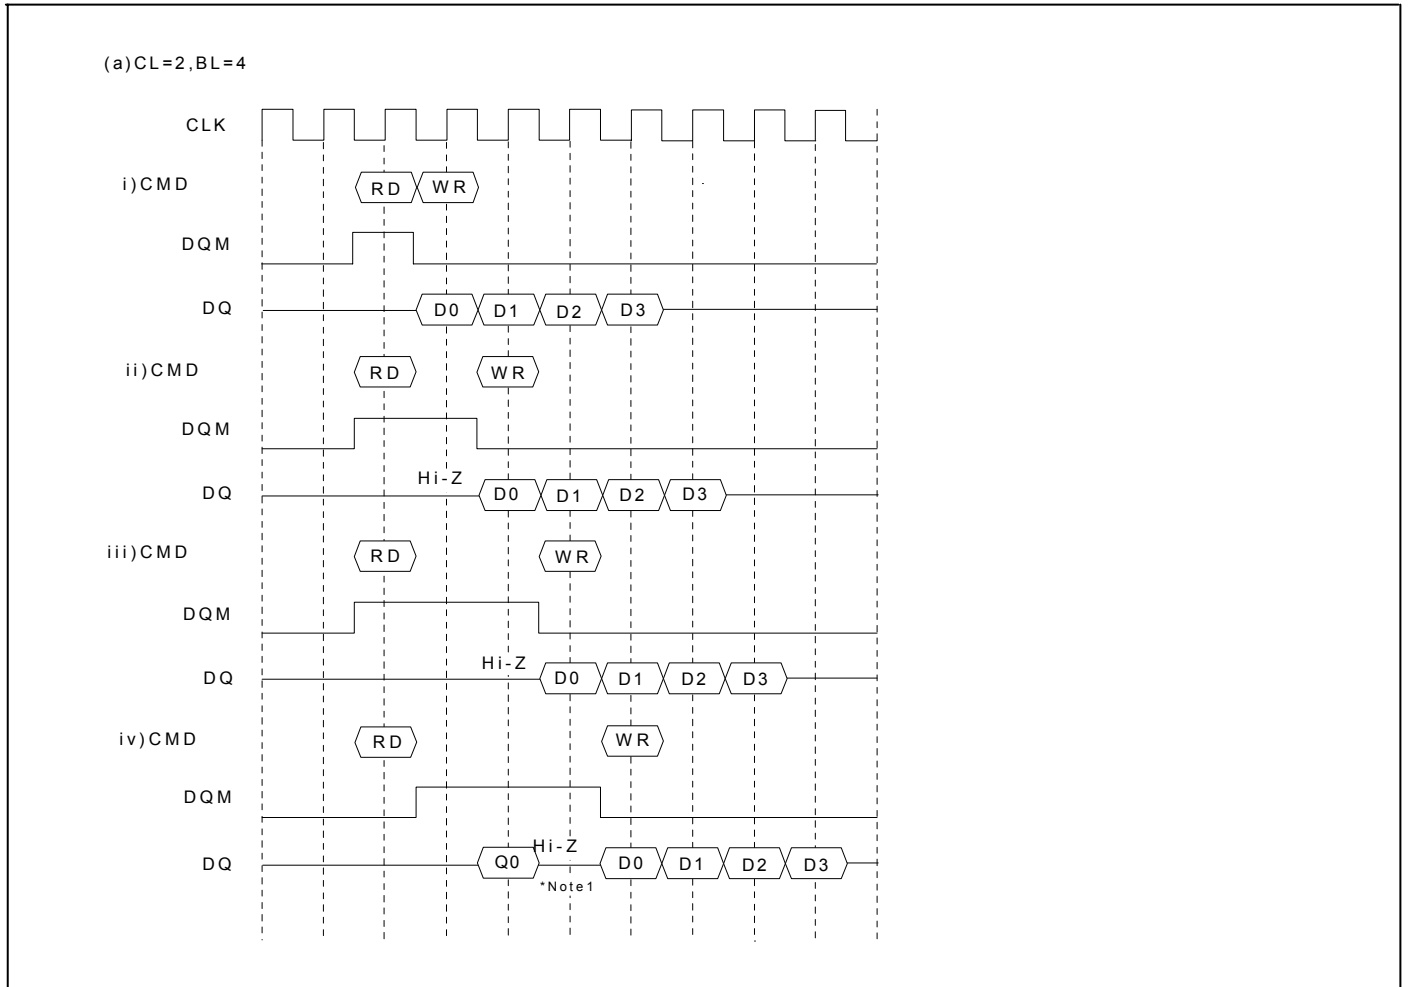 (a)CL=2,BL=4
CLK
i)CMD RD WR
DQM
DQ D0 D1 D2 D3
ii)CMD RD WR
DQM
Hi-Z
DQ D0 D1 D2 D3
iii)CMD RD WR
DQM
Hi-Z
DQ D0 D1 D2 D3
iv)CMD RD WR
DQM
Hi-Z
DQ Q0 D0 D1 D2 D3
*Note1